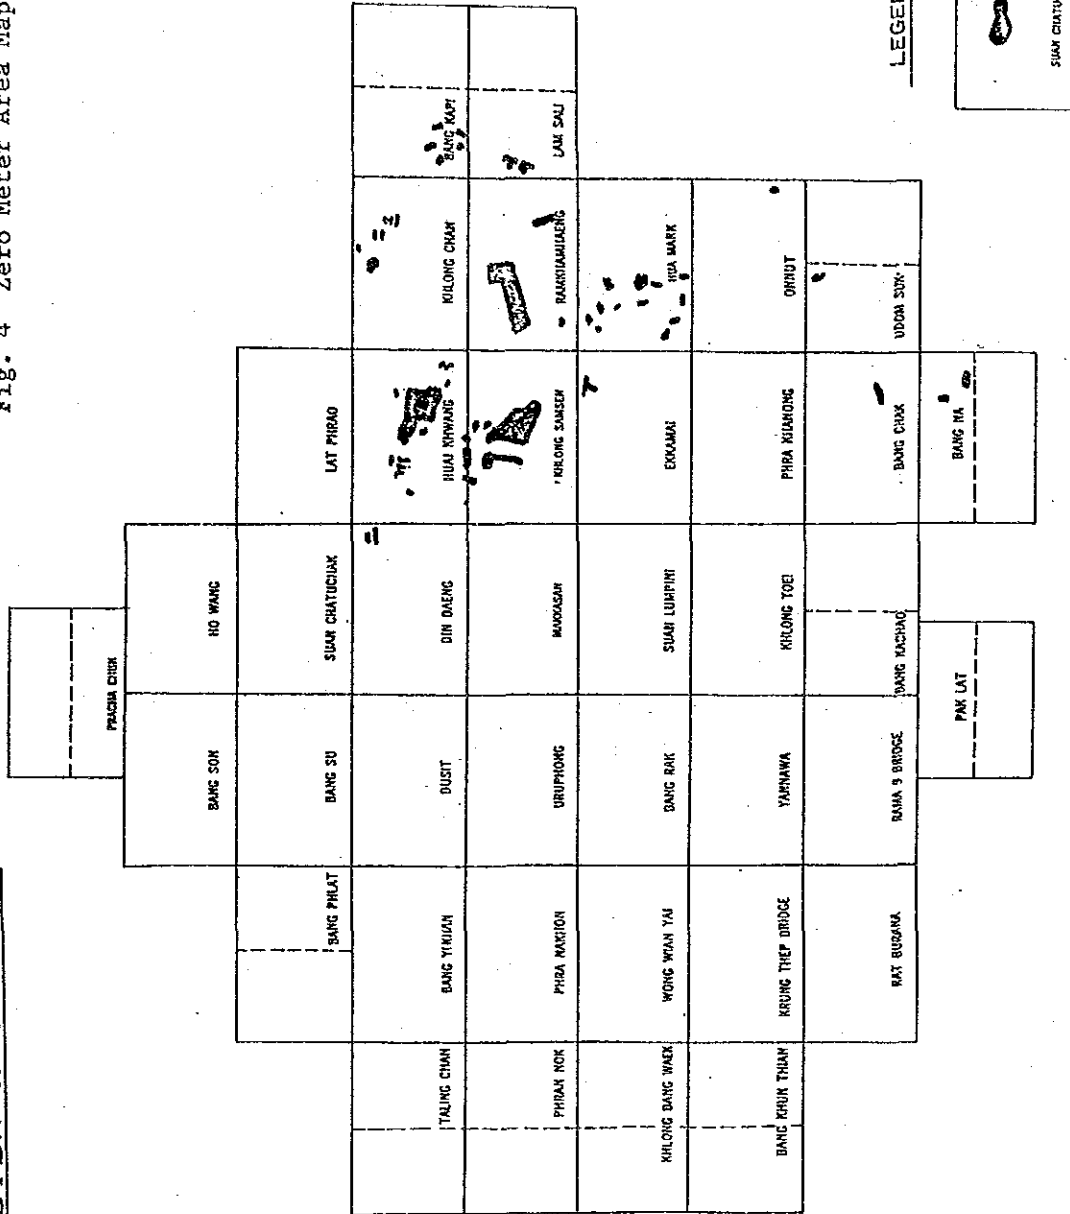 Fig. 4 Zero Meter Area Map
LEGE
SUAN CHATU
PRACHA CHUN
BANG SON
HO WANG
BANG PHLAT
BANG SU
SUAN CHATUCHAK
LAT PHRAO
TALING CHAN
BANG YIKHAN
DUSIT
DIN DAENG
HUAI KHWANG
KHLONG CHAN
BANG KAPI
PHRAN NOK
PHRA NAKHON
URUPHONG
MAKKASAN
KHLONG SAMSEN
RAMKHAMHAENG
LAM SALI
KHLONG BANG WAEK
WONG WIAN YAI
BANG RAK
SUAN LUMPINI
EKKAMAI
HUA MARK
BANG KHUN THIAN
KRUNG THEP BRIDGE
YANNAWA
KHLONG TOEI
PHRA KHANONG
ONNUT
RAT BURANA
RAMA 9 BRIDGE
BANG KACHAO
BANG CHAK
UDOM SUK
PAK LAT
BANG NA